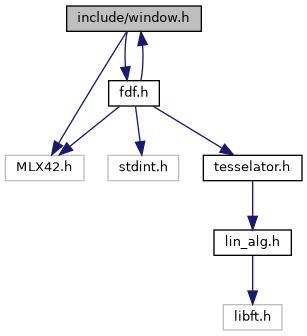 include/window.h
fdf.h
MLX42.h
stdint.h
tesselator.h
lin_alg.h
libft.h